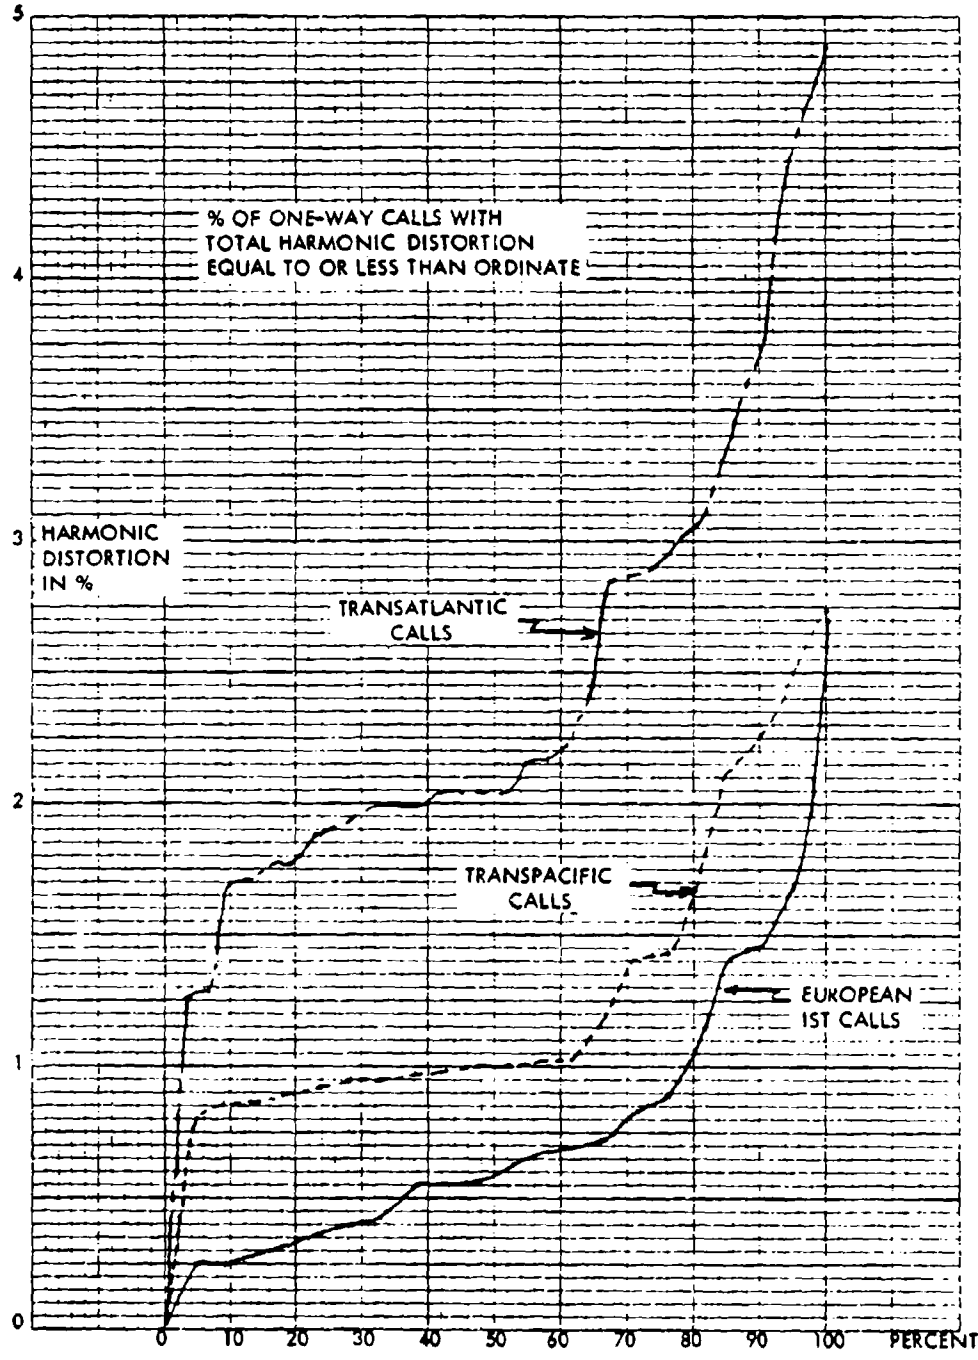 5
% OF ONE-WAY CALLS WITH
TOTAL HARMONIC DISTORTION
EQUAL TO OR LESS THAN ORDINATE
4
3
HARMONIC
DISTORTION
IN %
TRANSATLANTIC
CALLS
2
TRANSPACIFIC
CALLS
EUROPEAN
IST CALLS
1
0
0 10 20 30 40 50 60 70 80 90 100 PERCENT